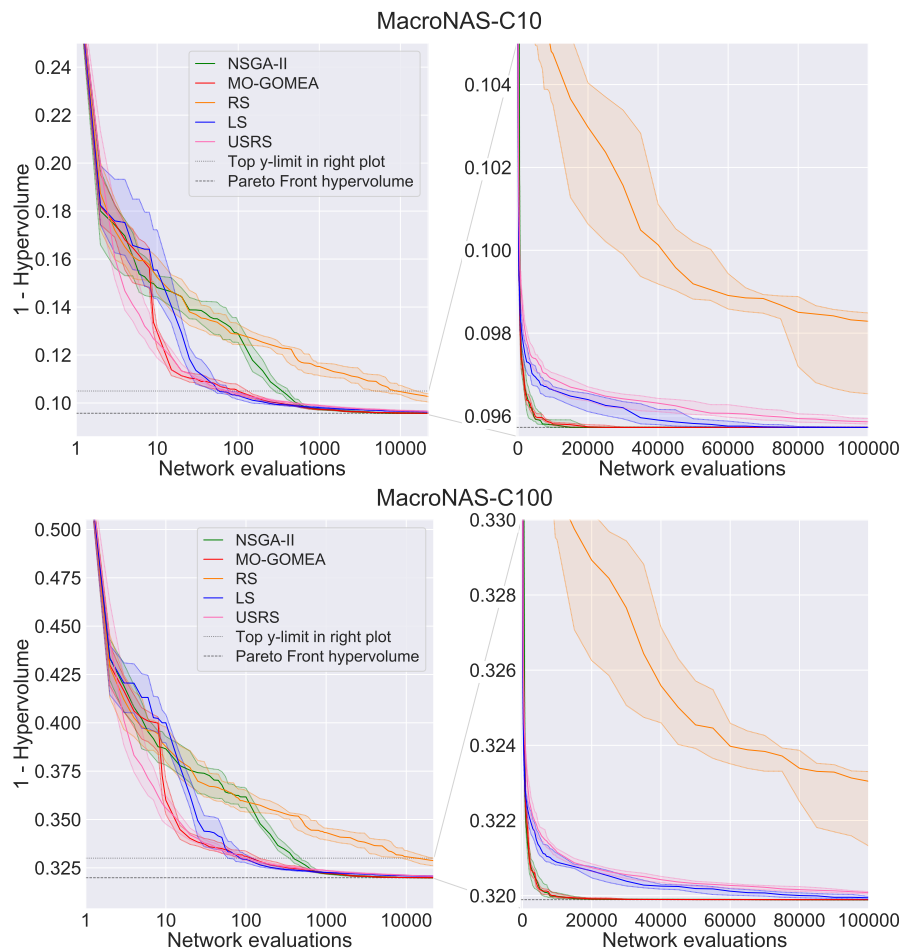 MacroNAS-C10
1 - Hypervolume
0.24
0.22
0.20
0.18
0.16
0.14
0.12
0.10
NSGA-II
MO-GOMEA
RS
LS
USRS
Top y-limit in right plot
Pareto Front hypervolume
1
10
100
1000
10000
Network evaluations
0.104
0.102
0.100
0.098
0.096
0
20000
40000
60000
80000
100000
Network evaluations
MacroNAS-C100
1 - Hypervolume
0.500
0.475
0.450
0.425
0.400
0.375
0.350
0.325
NSGA-II
MO-GOMEA
RS
LS
USRS
Top y-limit in right plot
Pareto Front hypervolume
1
10
100
1000
10000
Network evaluations
0.330
0.328
0.326
0.324
0.322
0.320
0
20000
40000
60000
80000
100000
Network evaluations